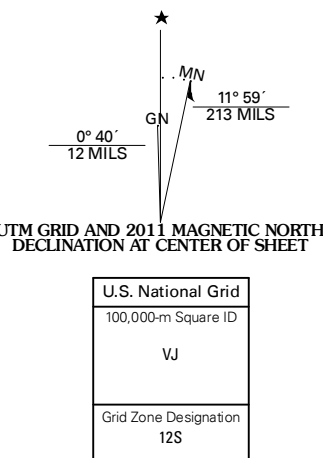 ★
MN
GN
11° 59´
213 MILS
0° 40´
12 MILS
UTM GRID AND 2011 MAGNETIC NORTH
DECLINATION AT CENTER OF SHEET
U.S. National Grid
100,000-m Square ID
VJ
Grid Zone Designation
12S